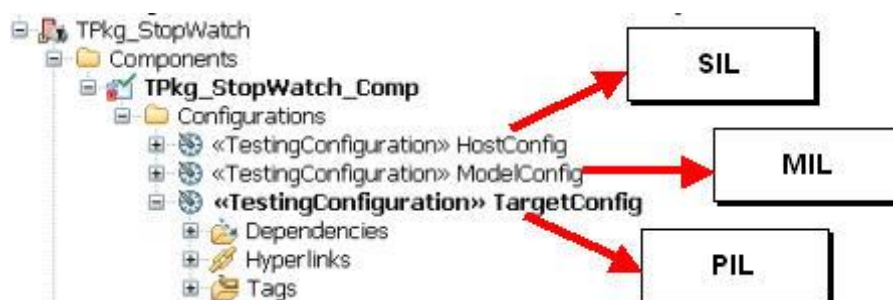 TPkg_StopWatch
Components
TPkg_StopWatch_Comp
Configurations
«TestingConfiguration» HostConfig
«TestingConfiguration» ModelConfig
«TestingConfiguration» TargetConfig
Dependencies
Hyperlinks
Tags
SIL
MIL
PIL